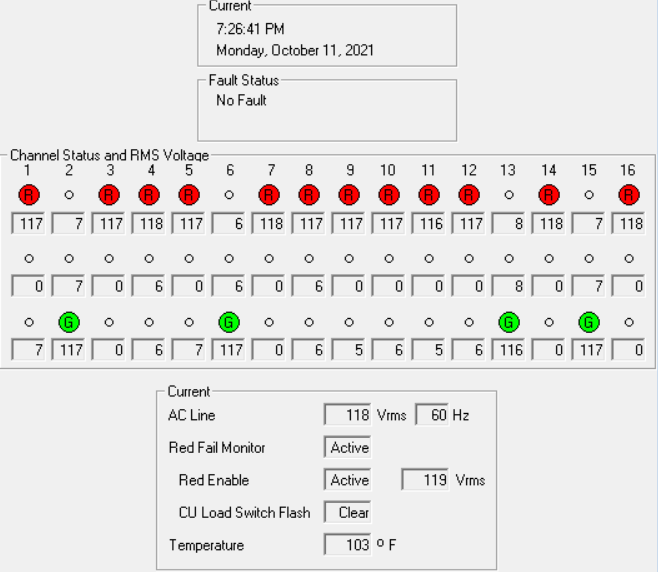 Current
7:26:41 PM
Monday, October 11, 2021
Fault Status
No Fault
Channel Status and RMS Voltage
1 2 3 4 5 6 7 8 9 10 11 12 13 14 15 16
R R R R R R R R R R R R
117 7 117 118 117 6 118 117 117 117 116 117 8 118 7 118
0 7 0 6 0 6 0 6 0 0 0 0 8 0 7 0
G G G G
7 117 0 6 7 117 0 6 5 6 5 6 116 0 117 0
Current
AC Line 118 Vrms 60 Hz
Red Fail Monitor Active
Red Enable Active 119 Vrms
CU Load Switch Flash Clear
Temperature 103 º F